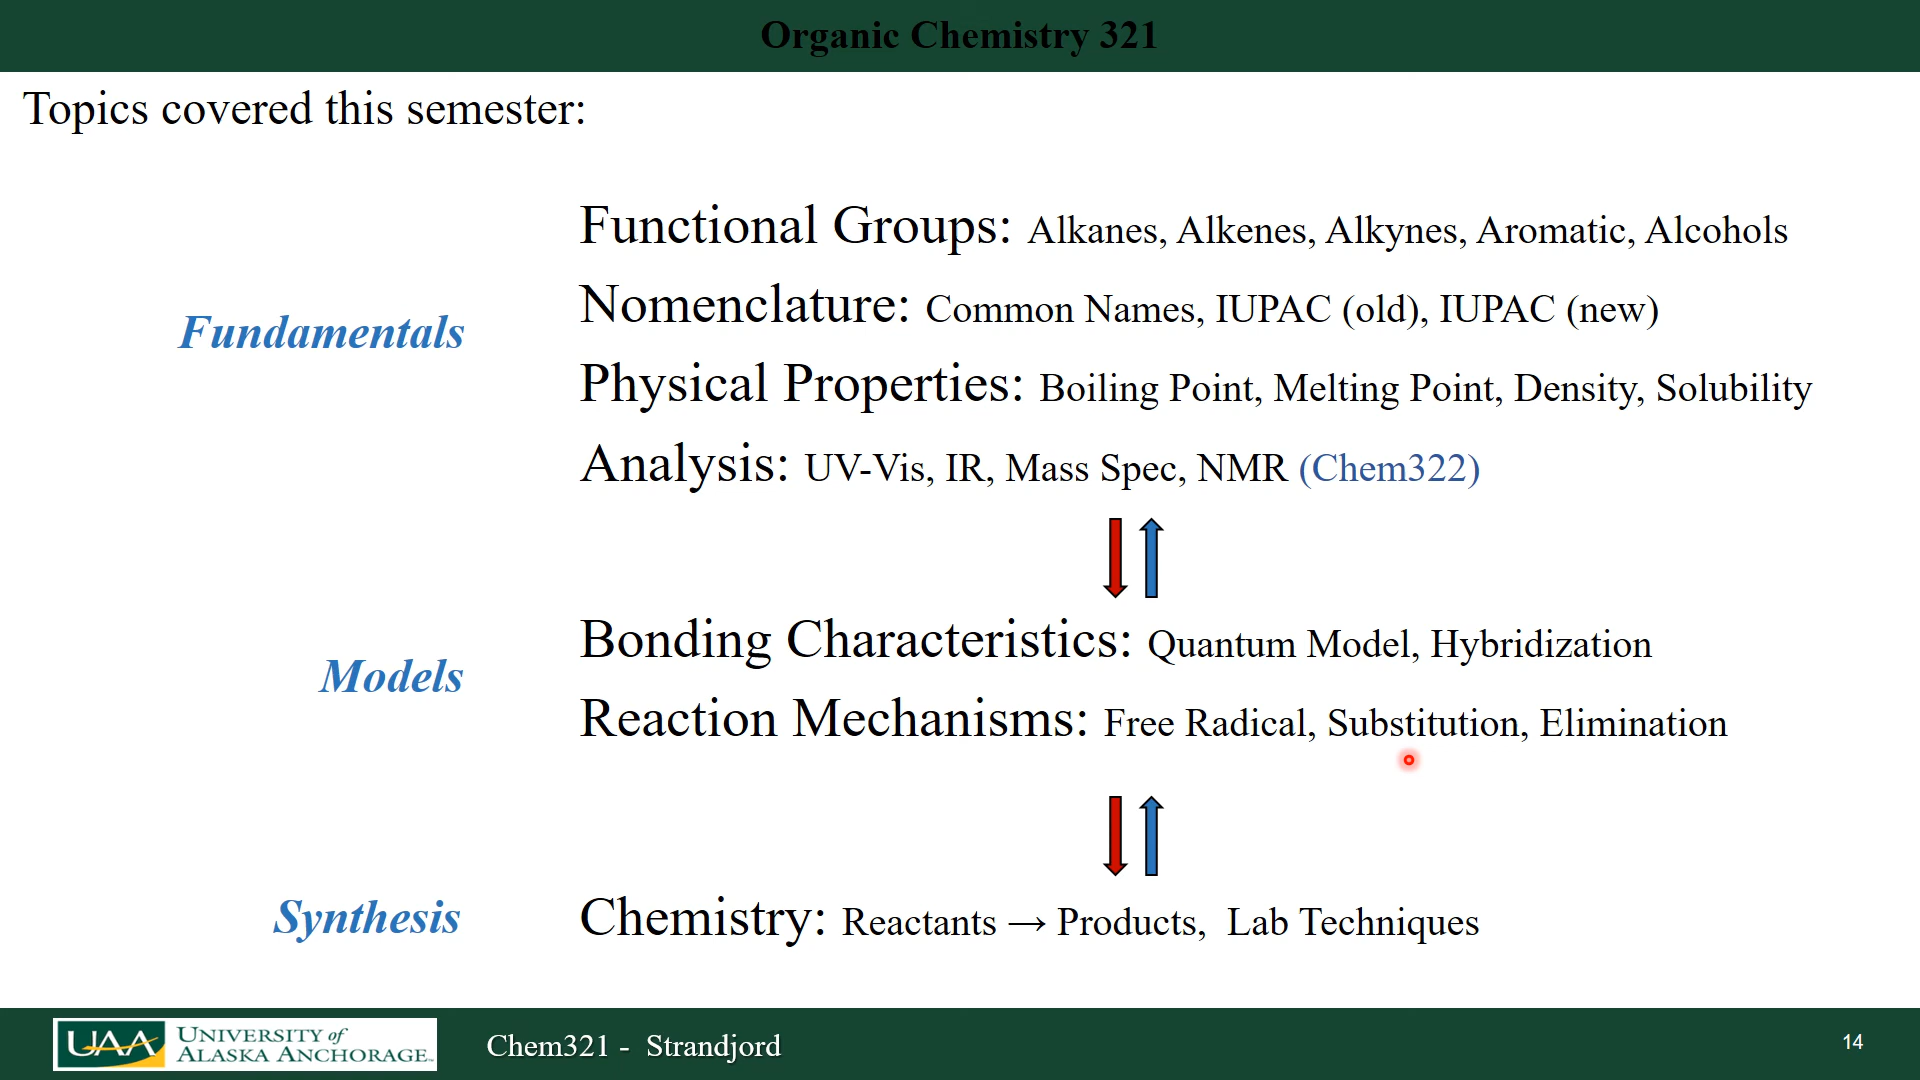 Organic Chemistry 321
Topics covered this semester:
Functional Groups: Alkanes, Alkenes, Alkynes, Aromatic, Alcohols
Fundamentals
Nomenclature: Common Names, IUPAC (old), IUPAC (new)
Physical Properties: Boiling Point, Melting Point, Density, Solubility
Analysis: UV-Vis, IR, Mass Spec, NMR (Chem322)
Models
Bonding Characteristics: Quantum Model, Hybridization
Reaction Mechanisms: Free Radical, Substitution, Elimination
Synthesis
Chemistry: Reactants → Products, Lab Techniques
UAA
UNIVERSITY of
ALASKA ANCHORAGE
Chem321 - Strandjord
14